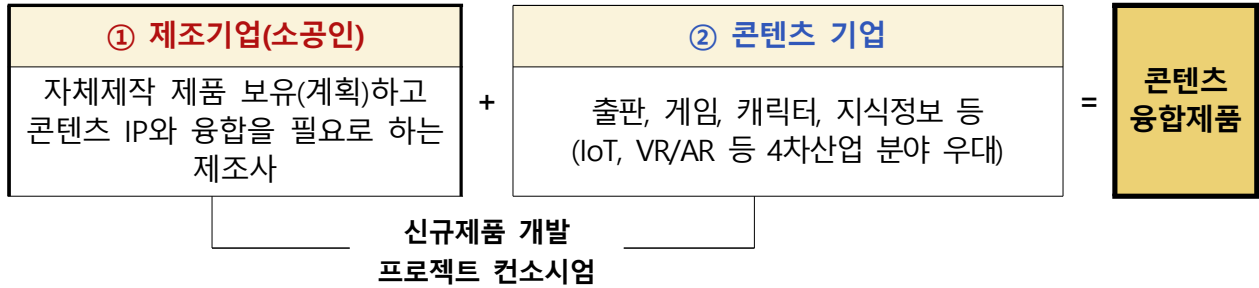 ① 제조기업(소공인)
자체제작 제품 보유(계획)하고
콘텐츠 IP와 융합을 필요로 하는
제조사
+
② 콘텐츠 기업
출판, 게임, 캐릭터, 지식정보 등
(IoT, VR/AR 등 4차산업 분야 우대)
=
콘텐츠
융합제품
신규제품 개발
프로젝트 컨소시엄